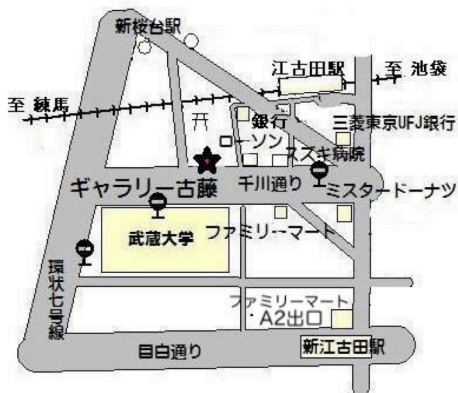 新桜台駅
江古田駅
至 池袋
至 練馬
銀行
三菱東京UFJ銀行
ローソン
スズキ病院
ギャラリー古藤
千川通り
ミスタードーナツ
武蔵大学
ファミリーマート
環状七号線
ファミリーマート
A2出口
目白通り
新江古田駅